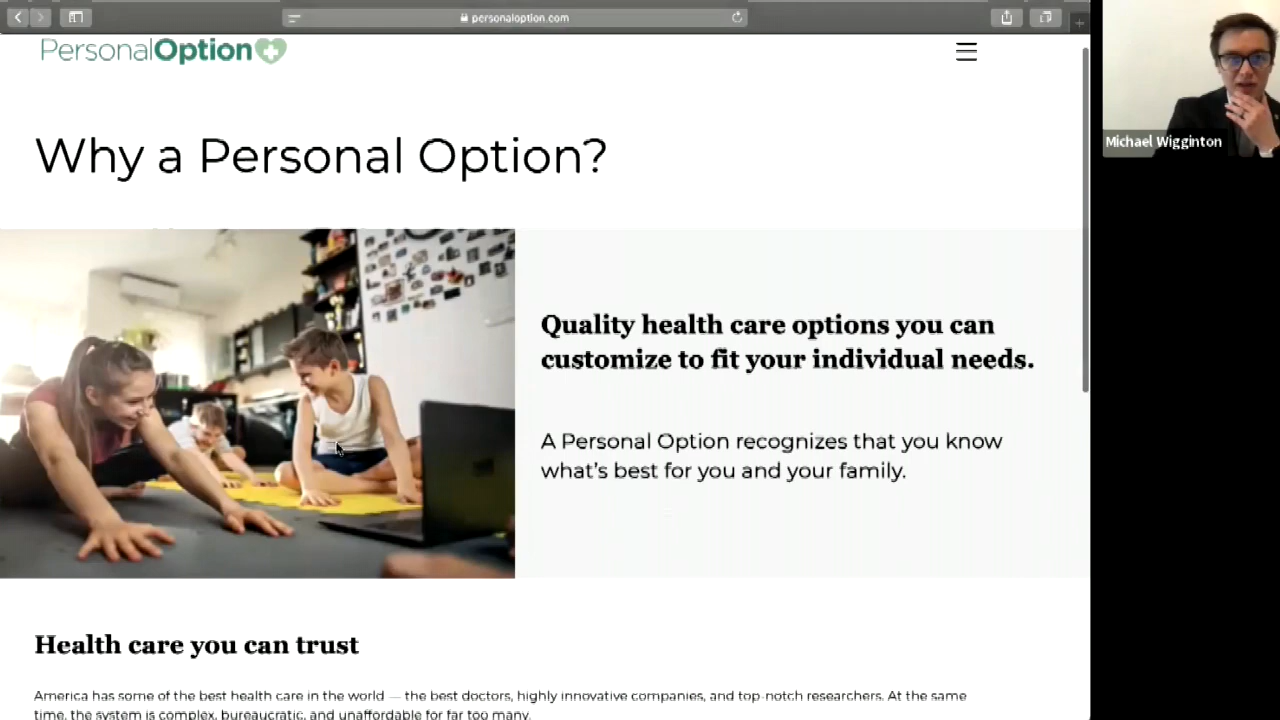 personaloption.com
PersonalOption
Why a Personal Option?
Quality health care options you can
customize to fit your individual needs.
A Personal Option recognizes that you know
what's best for you and your family.
Health care you can trust
America has some of the best health care in the world — the best doctors, highly innovative companies, and top-notch researchers. At the same
time, the system is complex, bureaucratic, and unaffordable for far too many.
Michael Wigginton